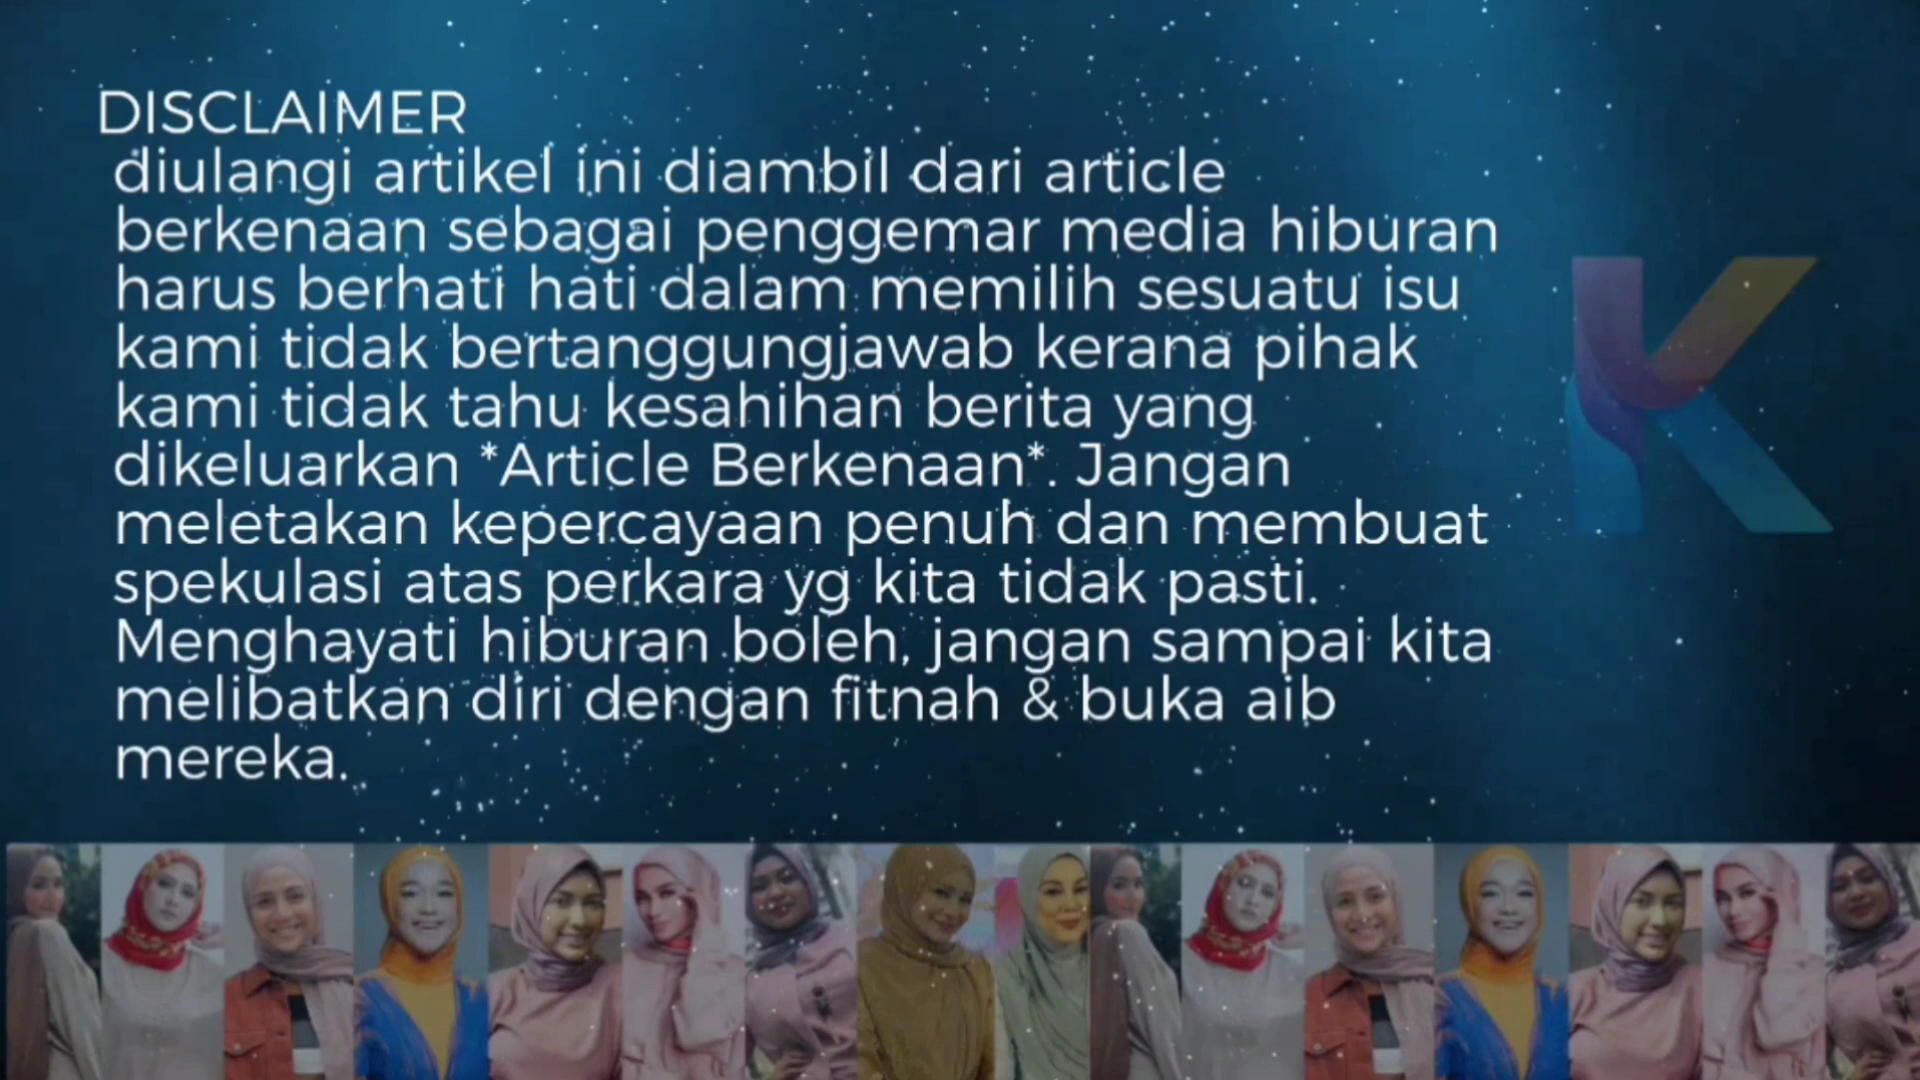 DISCLAIMER
diulangi artikel ini diambil dari article
berkenaan sebagai penggemar media hiburan
harus berhati hati dalam memilih sesuatu isu
kami tidak bertanggungjawab kerana pihak
kami tidak tahu kesahihan berita yang
dikeluarkan *Article Berkenaan*. Jangan
meletakan kepercayaan penuh dan membuat
spekulasi atas perkara yg kita tidak pasti.
Menghayati hiburan boleh, jangan sampai kita
melibatkan diri dengan fitnah & buka aib
mereka.
K